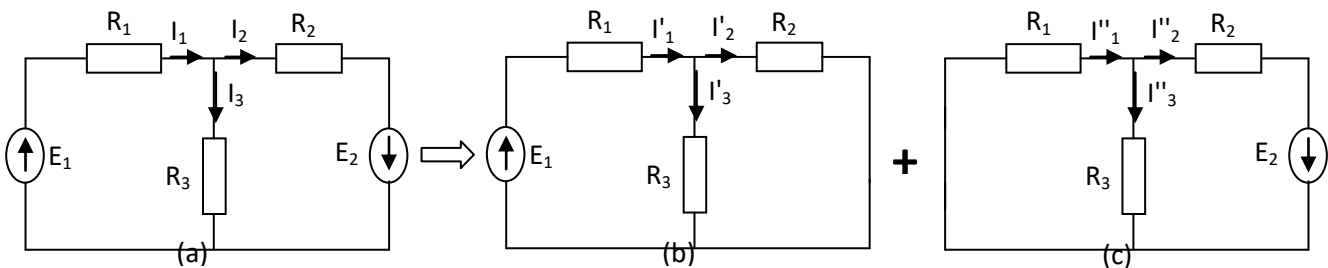 R₁ I₁ I₂ R₂
I₃
E₁ R₃ E₂
(a)
R₁ I'₁ I'₂ R₂
I'₃
E₁ R₃
(b)
+
R₁ I''₁ I''₂ R₂
I''₃
R₃ E₂
(c)